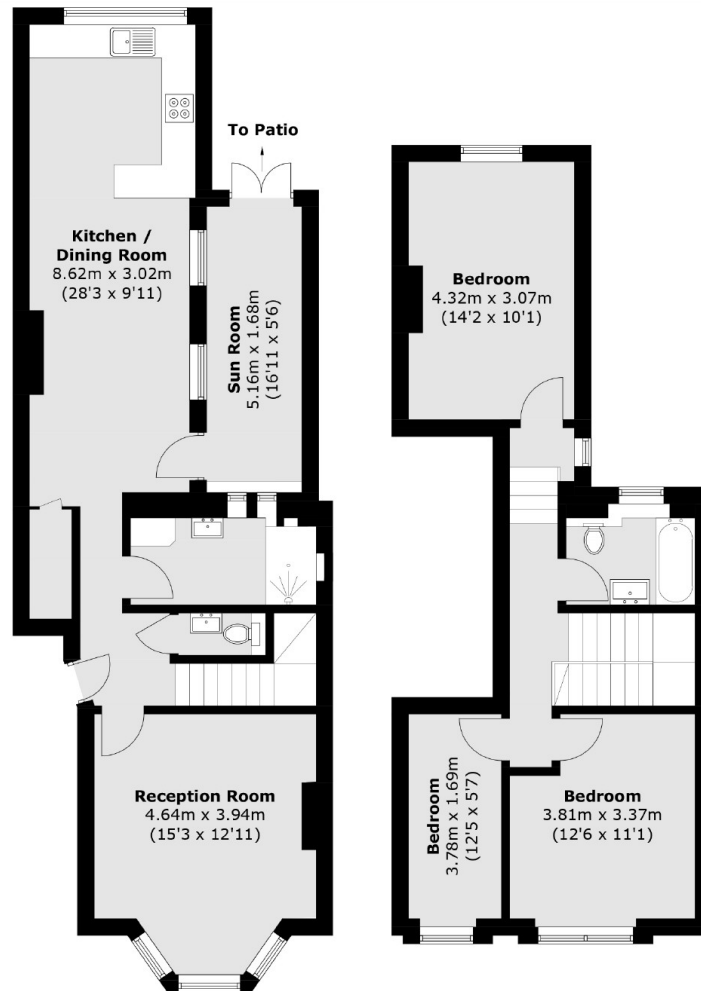 To Patio
Kitchen /
Dining Room
8.62m x 3.02m
(28'3 x 9'11)
Sun Room
5.16m x 1.68m
(16'11 x 5'6)
Reception Room
4.64m x 3.94m
(15'3 x 12'11)
Bedroom
4.32m x 3.07m
(14'2 x 10'1)
Bedroom
3.78m x 1.69m
(12'5 x 5'7)
Bedroom
3.81m x 3.37m
(12'6 x 11'1)